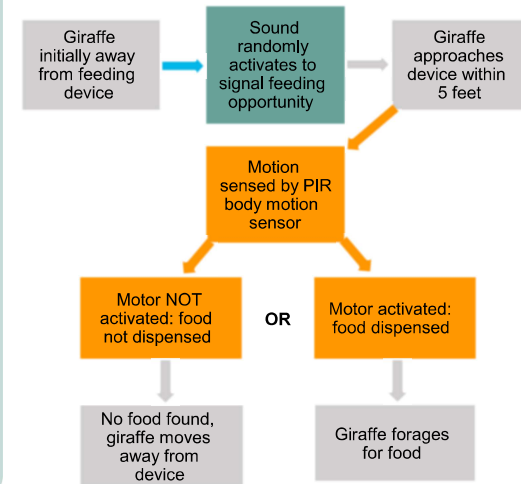 Giraffe
initially away
from feeding
device
Sound
randomly
activates to
signal feeding
opportunity
Giraffe
approaches
device within
5 feet
Motion
sensed by PIR
body motion
sensor
Motor NOT
activated: food
not dispensed
OR
Motor activated:
food dispensed
No food found,
giraffe moves
away from
device
Giraffe forages
for food